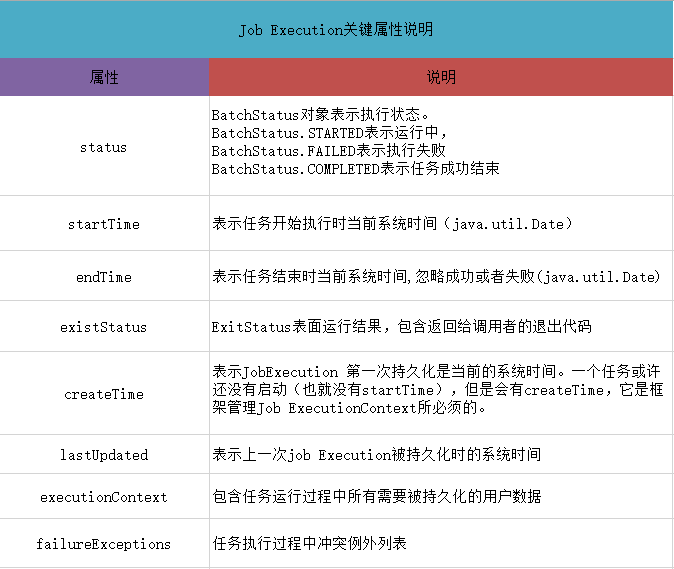 Job Execution关键属性说明
属性
说明
status
BatchStatus对象表示执行状态。
BatchStatus.STARTED表示运行中，
BatchStatus.FAILED表示执行失败
BatchStatus.COMPLETED表示任务成功结束
startTime
表示任务开始执行时当前系统时间（java.util.Date）
endTime
表示任务结束时当前系统时间,忽略成功或者失败(java.util.Date)
existStatus
ExitStatus表面运行结果，包含返回给调用者的退出代码
createTime
表示JobExecution 第一次持久化是当前的系统时间。一个任务或许
还没有启动（也就没有startTime），但是会有createTime，它是框
架管理Job ExecutionContext所必须的。
lastUpdated
表示上一次job Execution被持久化时的系统时间
executionContext
包含任务运行过程中所有需要被持久化的用户数据
failureExceptions
任务执行过程中冲突例外列表